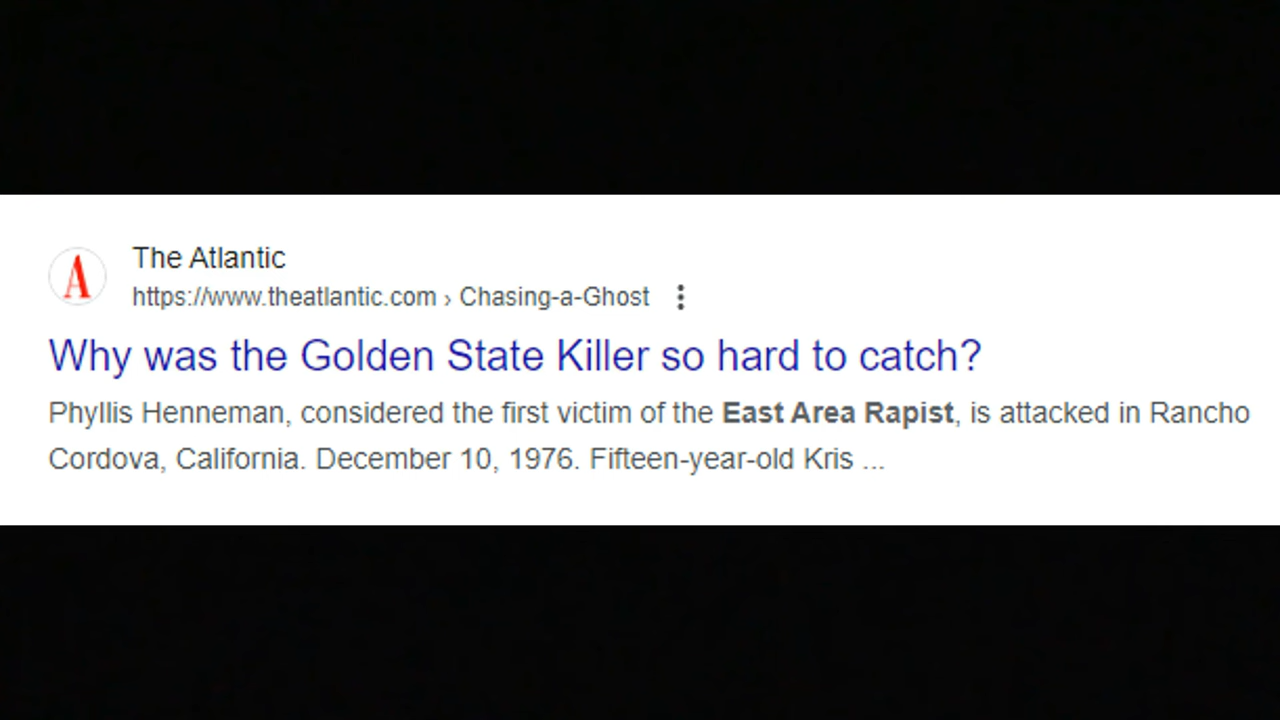 A
The Atlantic
https://www.theatlantic.com › Chasing-a-Ghost
Why was the Golden State Killer so hard to catch?
Phyllis Henneman, considered the first victim of the East Area Rapist, is attacked in Rancho
Cordova, California. December 10, 1976. Fifteen-year-old Kris ...